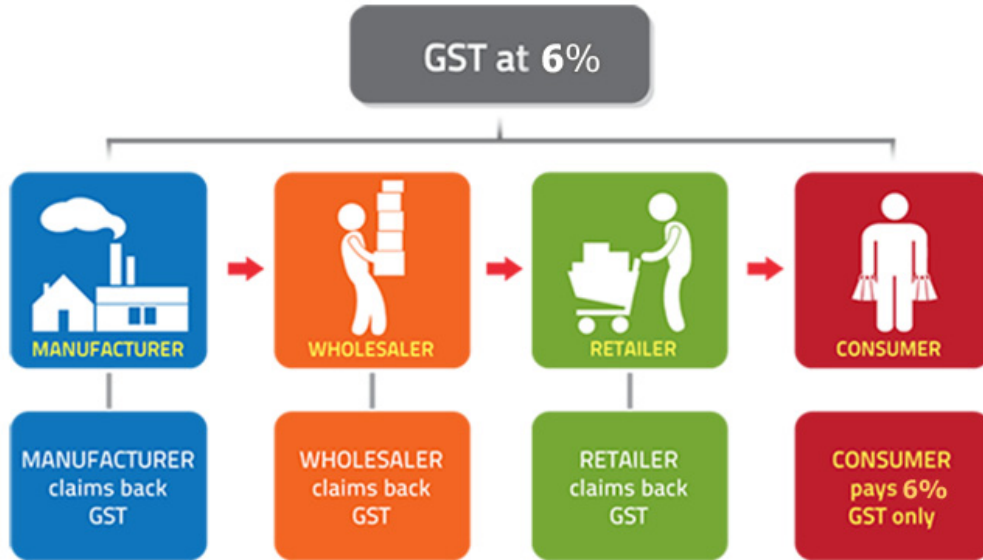 GST at 6%
MANUFACTURER
WHOLESALER
RETAILER
CONSUMER
MANUFACTURER
claims back
GST
WHOLESALER
claims back
GST
RETAILER
claims back
GST
CONSUMER
pays 6%
GST only